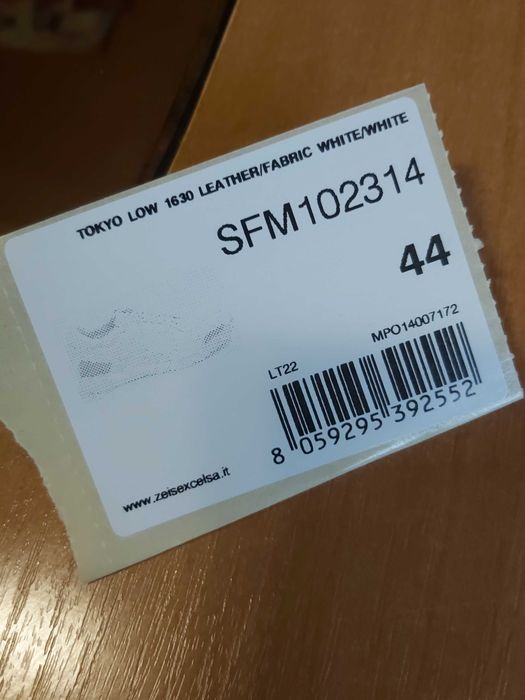 TOKYO LOW 1630 LEATHER/FABRIC WHITE/WHITE
SFM102314
44
MPO14007172
LT22
8 059295 392552
www.zeisexcelsa.it